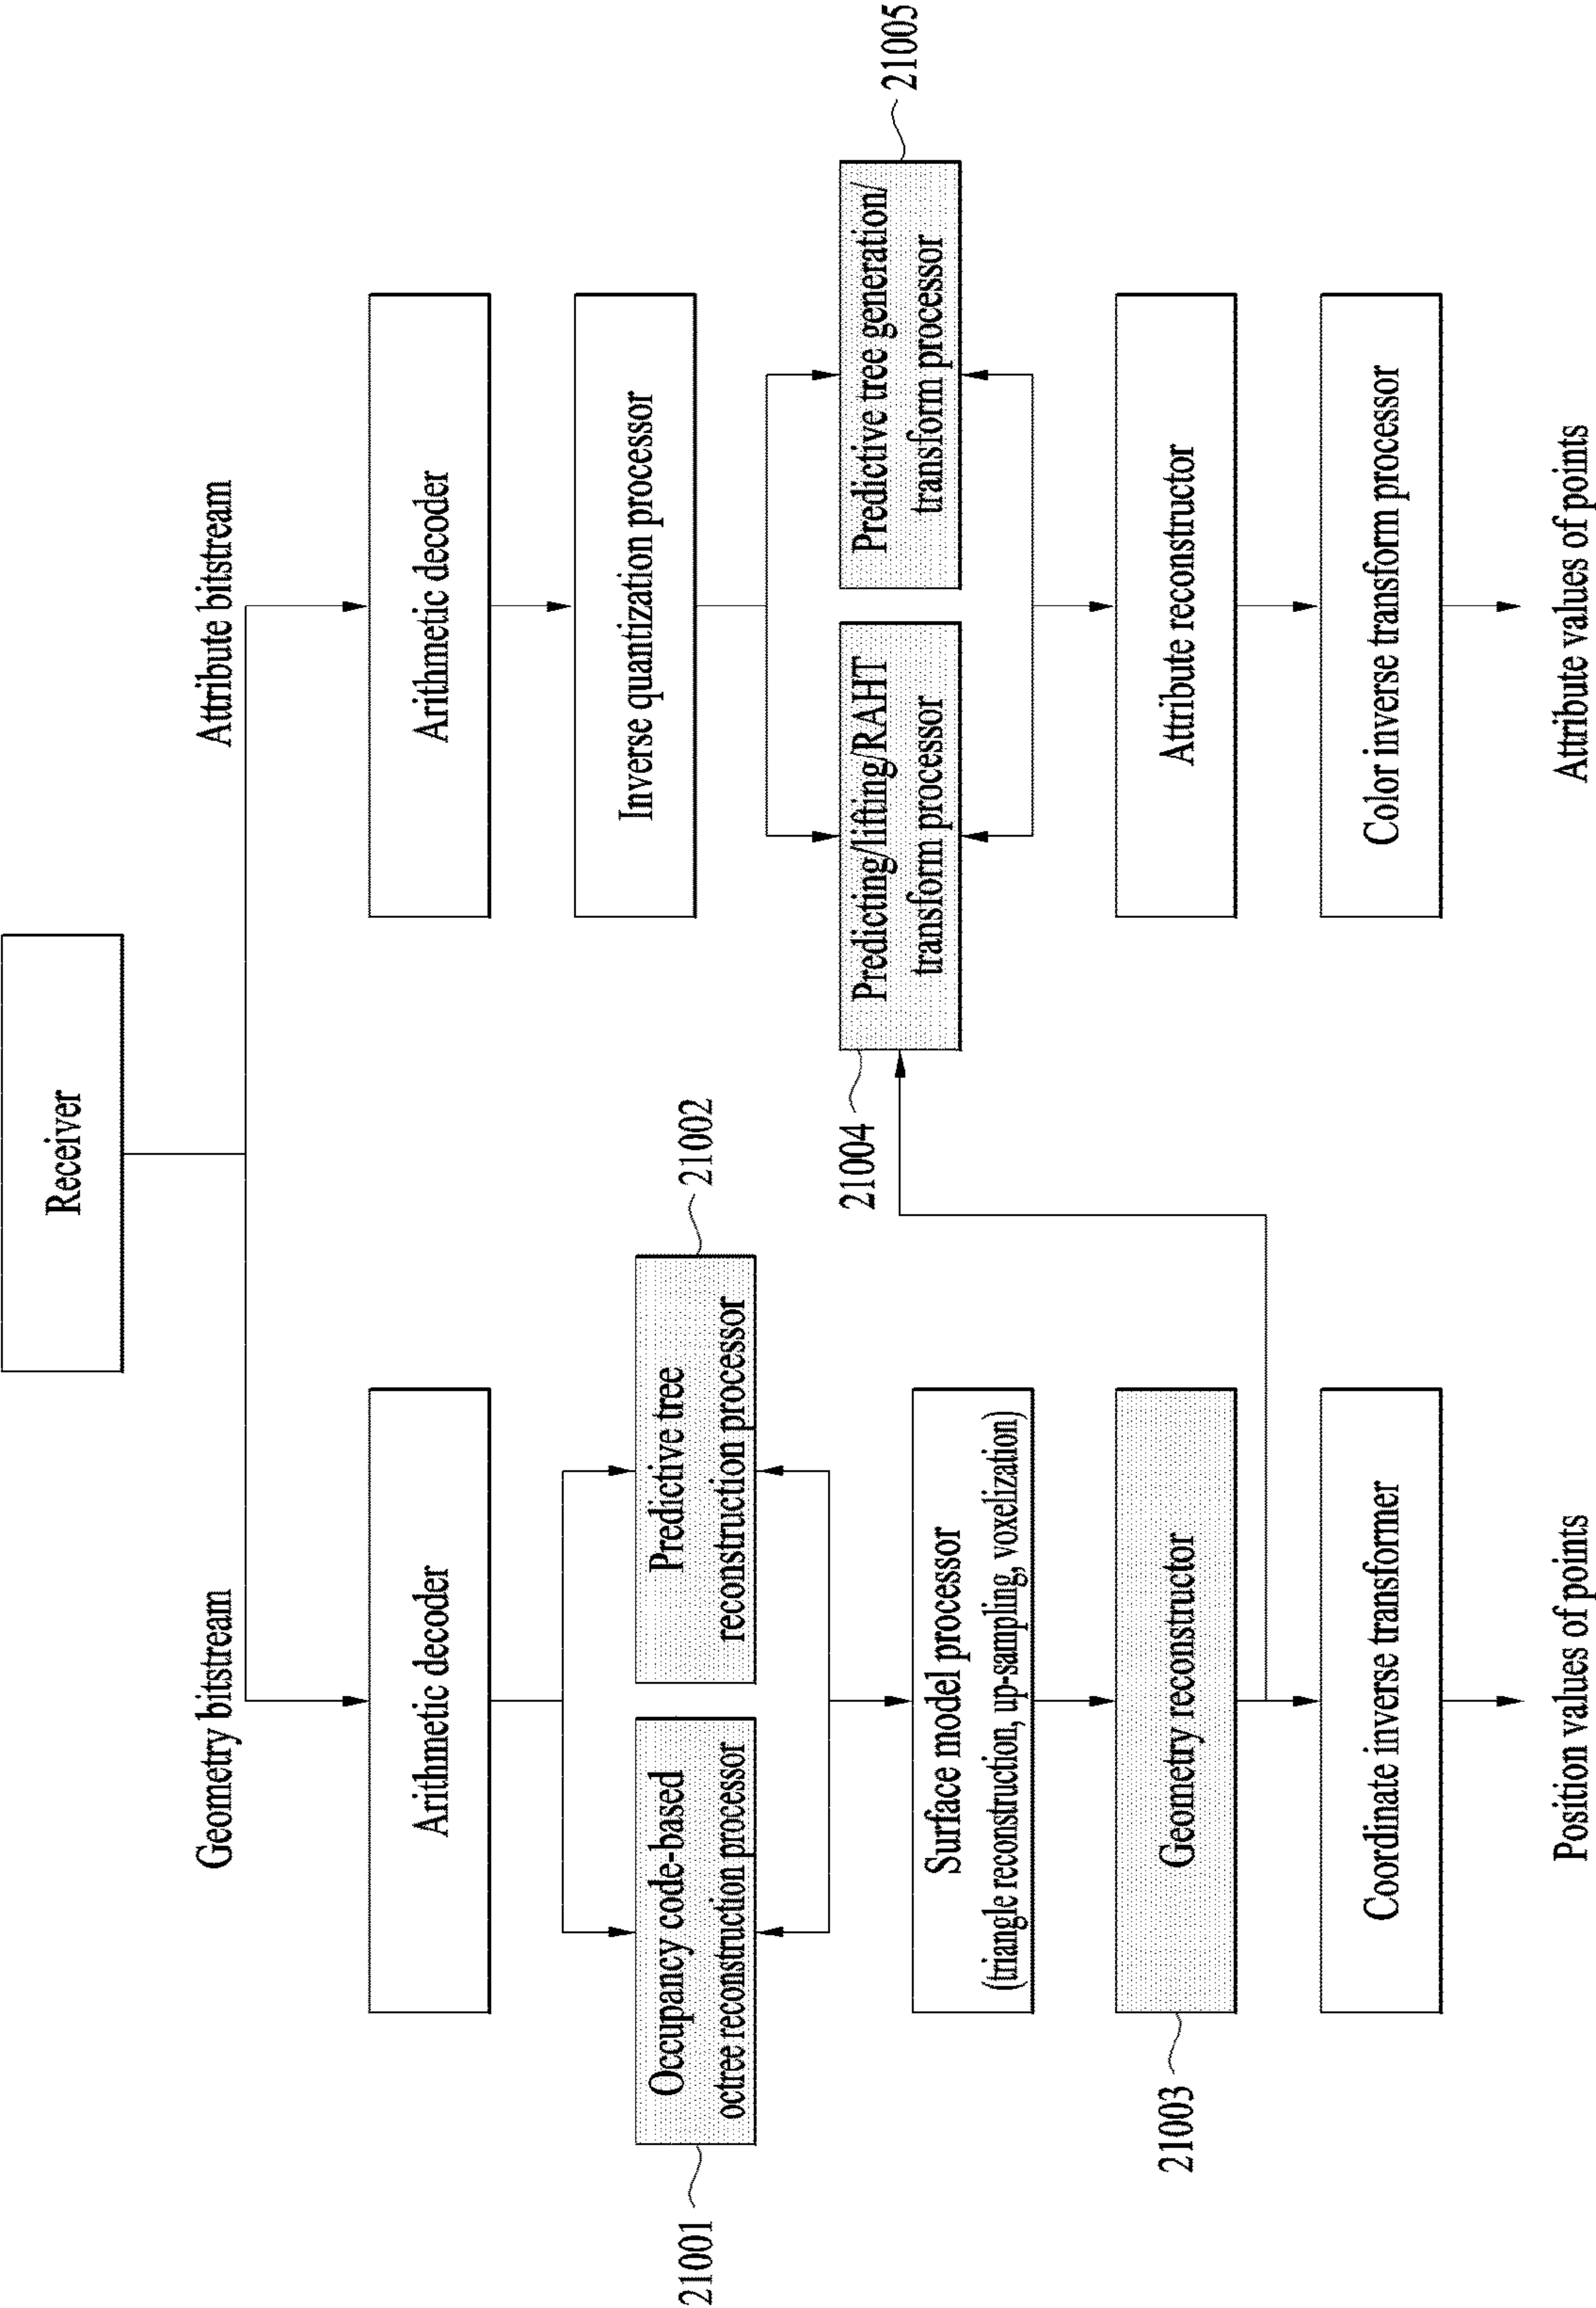 Receiver
Geometry bitstream
Attribute bitstream
Arithmetic decoder
Arithmetic decoder
Inverse quantization processor
21001
Occupancy code-based
octree reconstruction processor
Predictive tree
reconstruction processor
21002
21004
Predicting/lifting/RAHT
transform processor
Predictive tree generation/
transform processor
21005
Surface model processor
(triangle reconstruction, up-sampling, voxelization)
21003
Geometry reconstructor
Attribute reconstructor
Coordinate inverse transformer
Color inverse transform processor
Position values of points
Attribute values of points